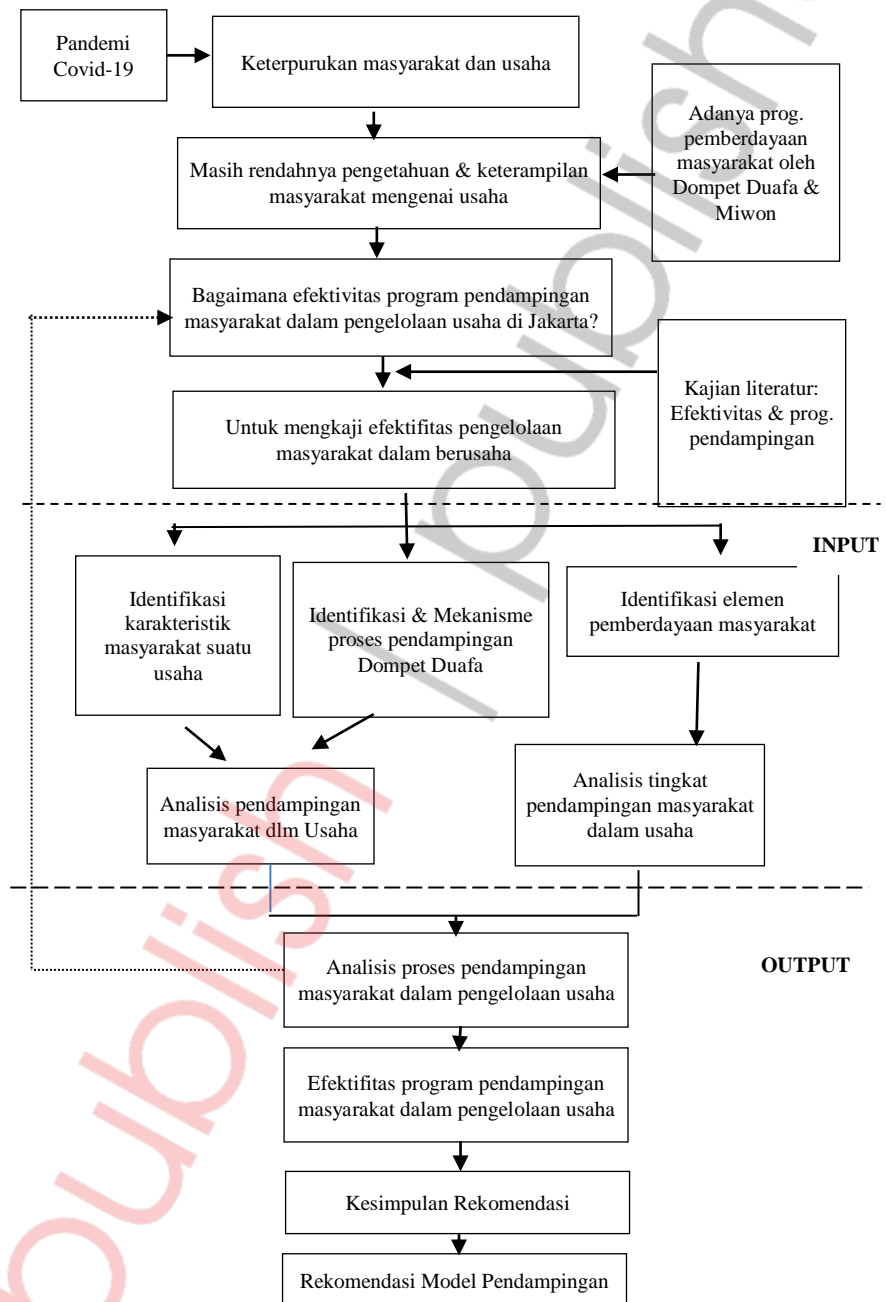 Pandemi
Covid-19
Keterpurukan masyarakat dan usaha
Adanya prog.
pemberdayaan
masyarakat oleh
Dompet Duafa &
Miwon
Masih rendahnya pengetahuan & keterampilan
masyarakat mengenai usaha
Bagaimana efektivitas program pendampingan
masyarakat dalam pengelolaan usaha di Jakarta?
Kajian literatur:
Efektivitas & prog.
pendampingan
Untuk mengkaji efektifitas pengelolaan
masyarakat dalam berusaha
INPUT
Identifikasi
karakteristik
masyarakat suatu
usaha
Identifikasi & Mekanisme
proses pendampingan
Dompet Duafa
Identifikasi elemen
pemberdayaan masyarakat
Analisis pendampingan
masyarakat dlm Usaha
Analisis tingkat
pendampingan masyarakat
dalam usaha
OUTPUT
Analisis proses pendampingan
masyarakat dalam pengelolaan usaha
Efektifitas program pendampingan
masyarakat dalam pengelolaan usaha
Kesimpulan Rekomendasi
Rekomendasi Model Pendampingan
publish | publish